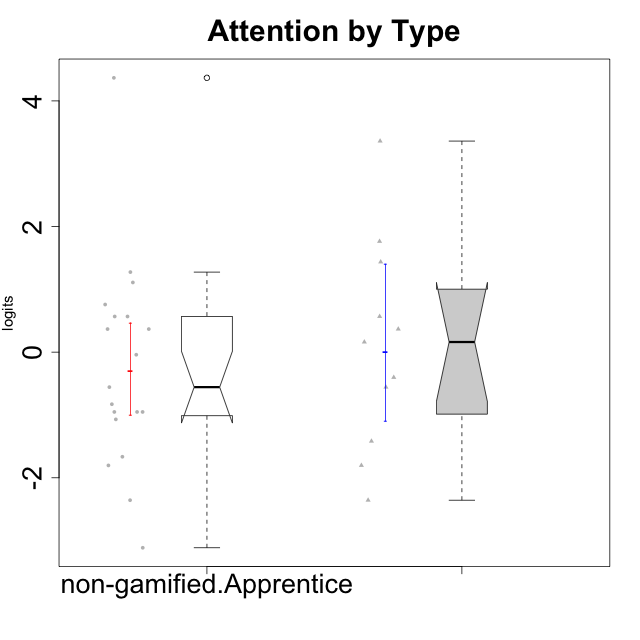 Attention by Type
4
2
0
-2
logits
non-gamified.Apprentice